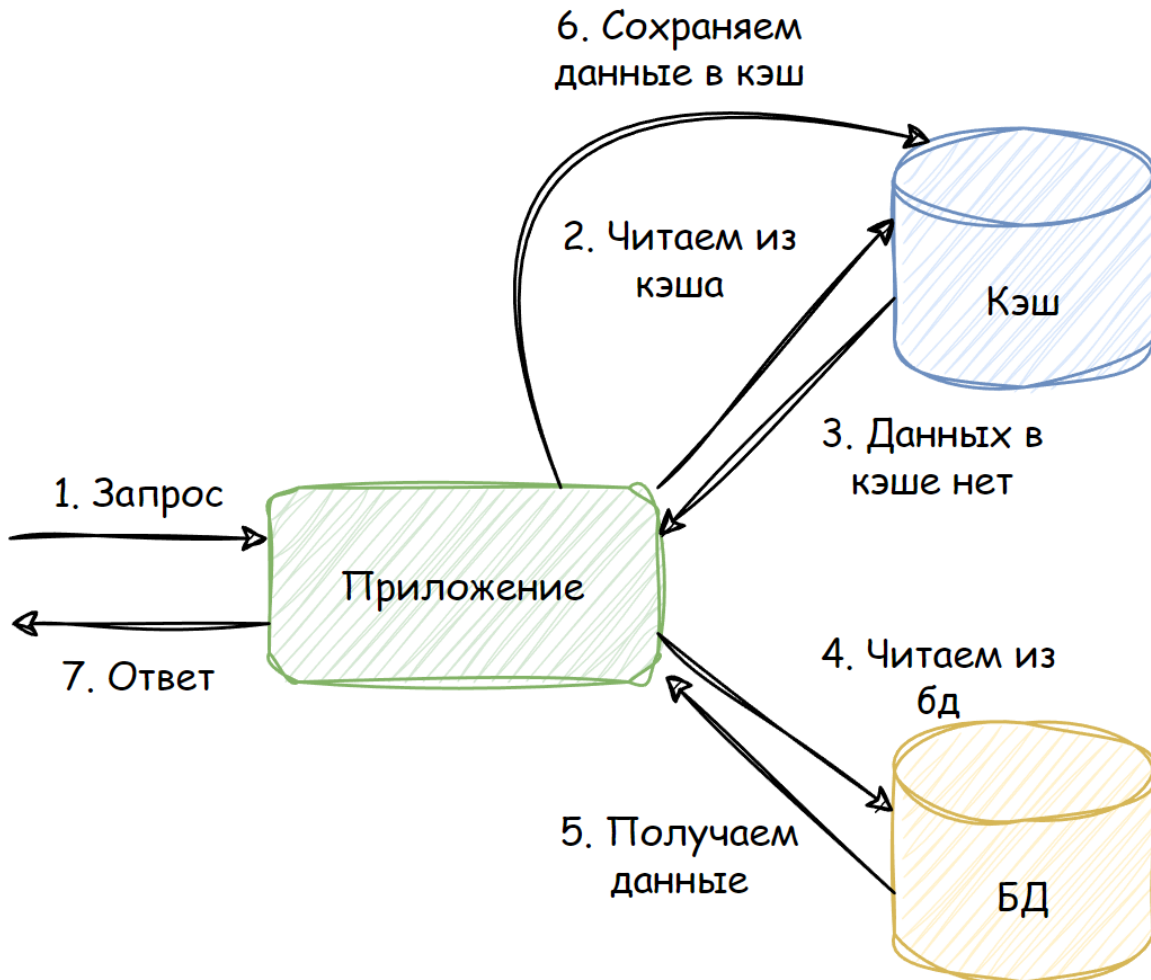 6. Сохраняем
данные в кэш
2. Читаем из
кэша
Кэш
3. Данных в
кэше нет
1. Запрос
Приложение
7. Ответ
4. Читаем из
бд
5. Получаем
данные
БД